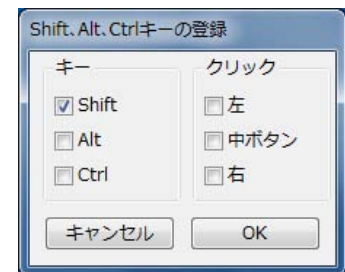 Shift、Alt、Ctrlキーの登録
キー
Shift
Alt
Ctrl
クリック
左
中ボタン
右
キャンセル
OK